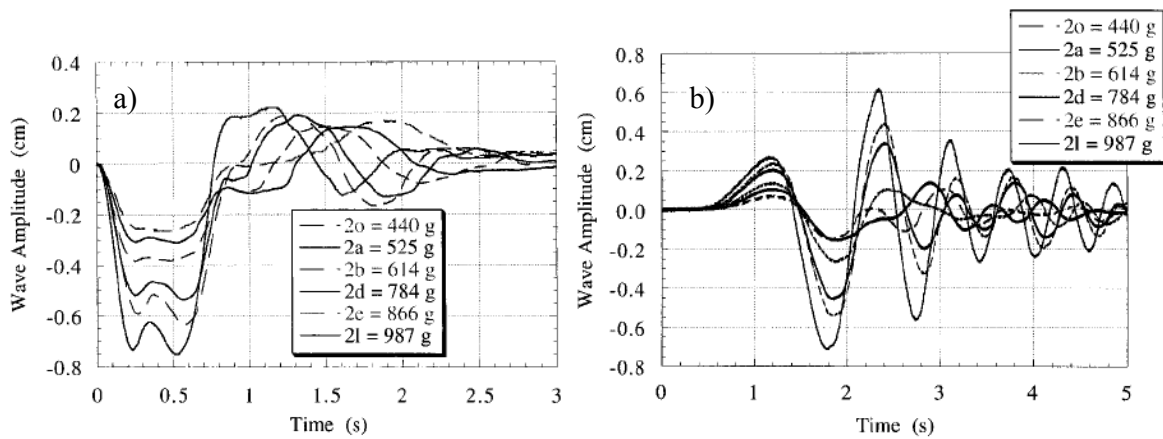 a)
Wave Amplitude (cm)
0.4
0.2
0
-0.2
-0.4
-0.6
-0.8
2o = 440 g
2a = 525 g
2b = 614 g
2d = 784 g
2e = 866 g
2l = 987 g
0 0.5 1 1.5 2 2.5 3
Time (s)
b)
Wave Amplitude (cm)
0.8
0.6
0.4
0.2
0.0
-0.2
-0.4
-0.6
-0.8
2o = 440 g
2a = 525 g
2b = 614 g
2d = 784 g
2e = 866 g
2l = 987 g
0 1 2 3 4 5
Time (s)